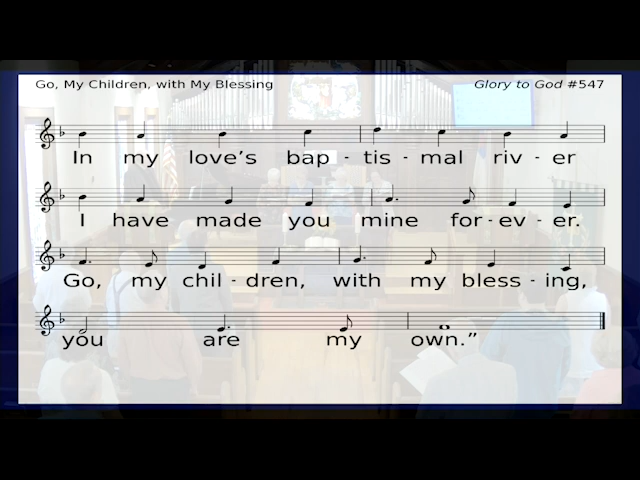 Go, My Children, with My Blessing
Glory to God #547
In my love's bap - tis - mal riv - er
I have made you mine for - ev - er.
Go, my chil - dren, with my bless - ing,
you are my own.”